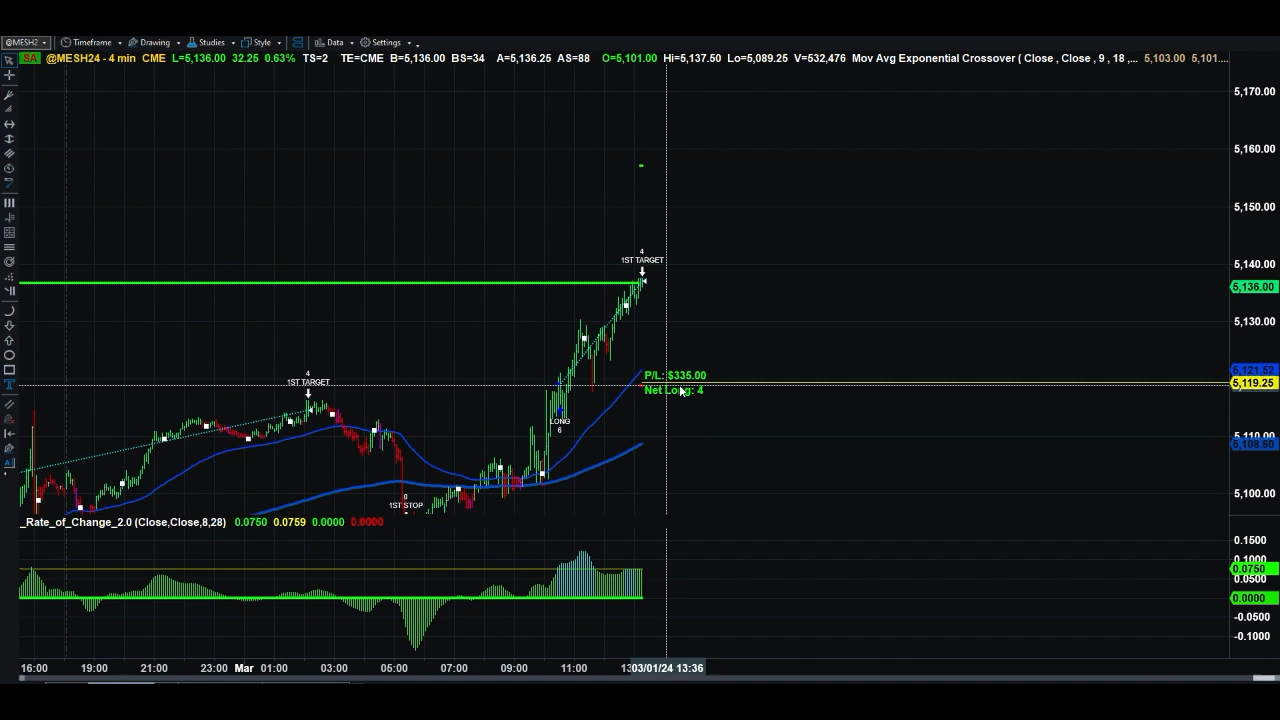 @MESH2 Timeframe Drawing Studies Style Data Settings
SA @MESH24 - 4 min CME L=5,136.00 32.25 0.63% TS=2 TE=CME B=5,136.00 BS=34 A=5,136.25 AS=88 O=5,101.00 Hi=5,137.50 Lo=5,089.25 V=532,476 Mov Avg Exponential Crossover ( Close , Close , 9 , 18 ,... 5,103.00 5,101....
5,170.00
5,160.00
5,150.00
4
1ST TARGET
5,140.00
5,136.00
5,130.00
4
1ST TARGET
P/L: $335.00
Net Long: 4
5,121.52
5,119.25
LONG
6
5,110.00
5,100.00
0
1ST STOP
_Rate_of_Change_2.0 (Close,Close,8,28) 0.0750 0.0759 0.0000 0.0000
0.1500
0.1000
0.0750
0.0500
0.0000
-0.0500
-0.1000
16:00 19:00 21:00 23:00 Mar 01:00 03:00 05:00 07:00 09:00 11:00 03/01/24 13:36